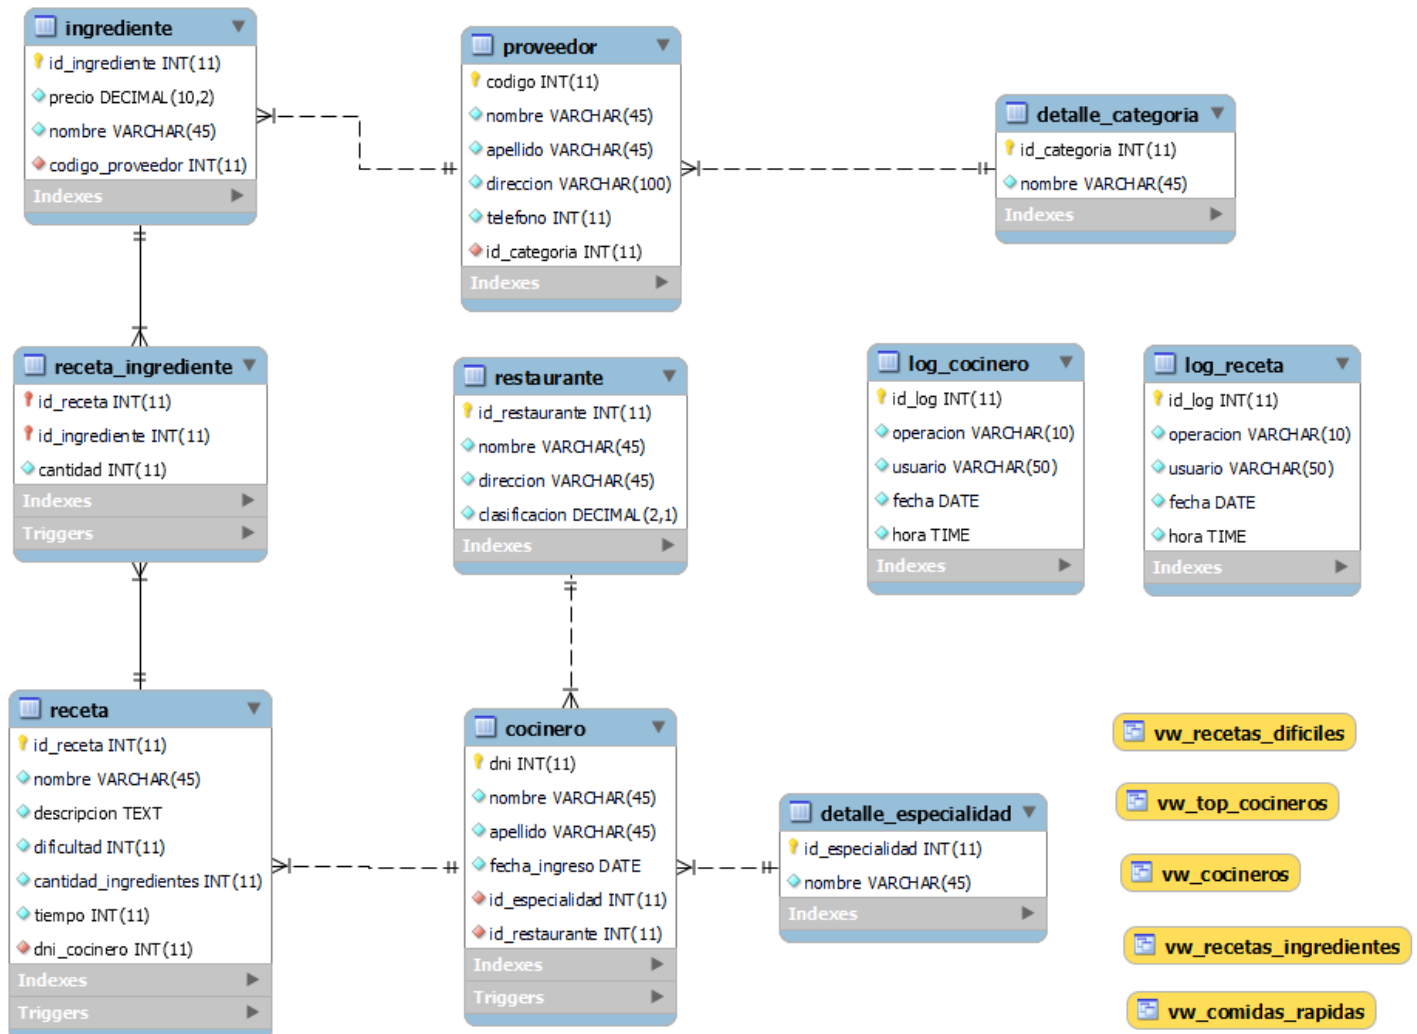 ingrediente
id_ingrediente INT(11)
precio DECIMAL(10,2)
nombre VARCHAR(45)
codigo_proveedor INT(11)
Indexes
proveedor
codigo INT(11)
nombre VARCHAR(45)
apellido VARCHAR(45)
direccion VARCHAR(100)
telefono INT(11)
id_categoria INT(11)
Indexes
detalle_categoria
id_categoria INT(11)
nombre VARCHAR(45)
Indexes
receta_ingrediente
id_receta INT(11)
id_ingrediente INT(11)
cantidad INT(11)
Indexes
Triggers
restaurante
id_restaurante INT(11)
nombre VARCHAR(45)
direccion VARCHAR(45)
clasificacion DECIMAL(2,1)
Indexes
log_cocinero
id_log INT(11)
operacion VARCHAR(10)
usuario VARCHAR(50)
fecha DATE
hora TIME
Indexes
log_receta
id_log INT(11)
operacion VARCHAR(10)
usuario VARCHAR(50)
fecha DATE
hora TIME
Indexes
receta
id_receta INT(11)
nombre VARCHAR(45)
descripcion TEXT
dificultad INT(11)
cantidad_ingredientes INT(11)
tiempo INT(11)
dni_cocinero INT(11)
Indexes
Triggers
cocinero
dni INT(11)
nombre VARCHAR(45)
apellido VARCHAR(45)
fecha_ingreso DATE
id_especialidad INT(11)
id_restaurante INT(11)
Indexes
Triggers
detalle_especialidad
id_especialidad INT(11)
nombre VARCHAR(45)
Indexes
vw_recetas_dificiles
vw_top_cocineros
vw_cocineros
vw_recetas_ingredientes
vw_comidas_rapidas